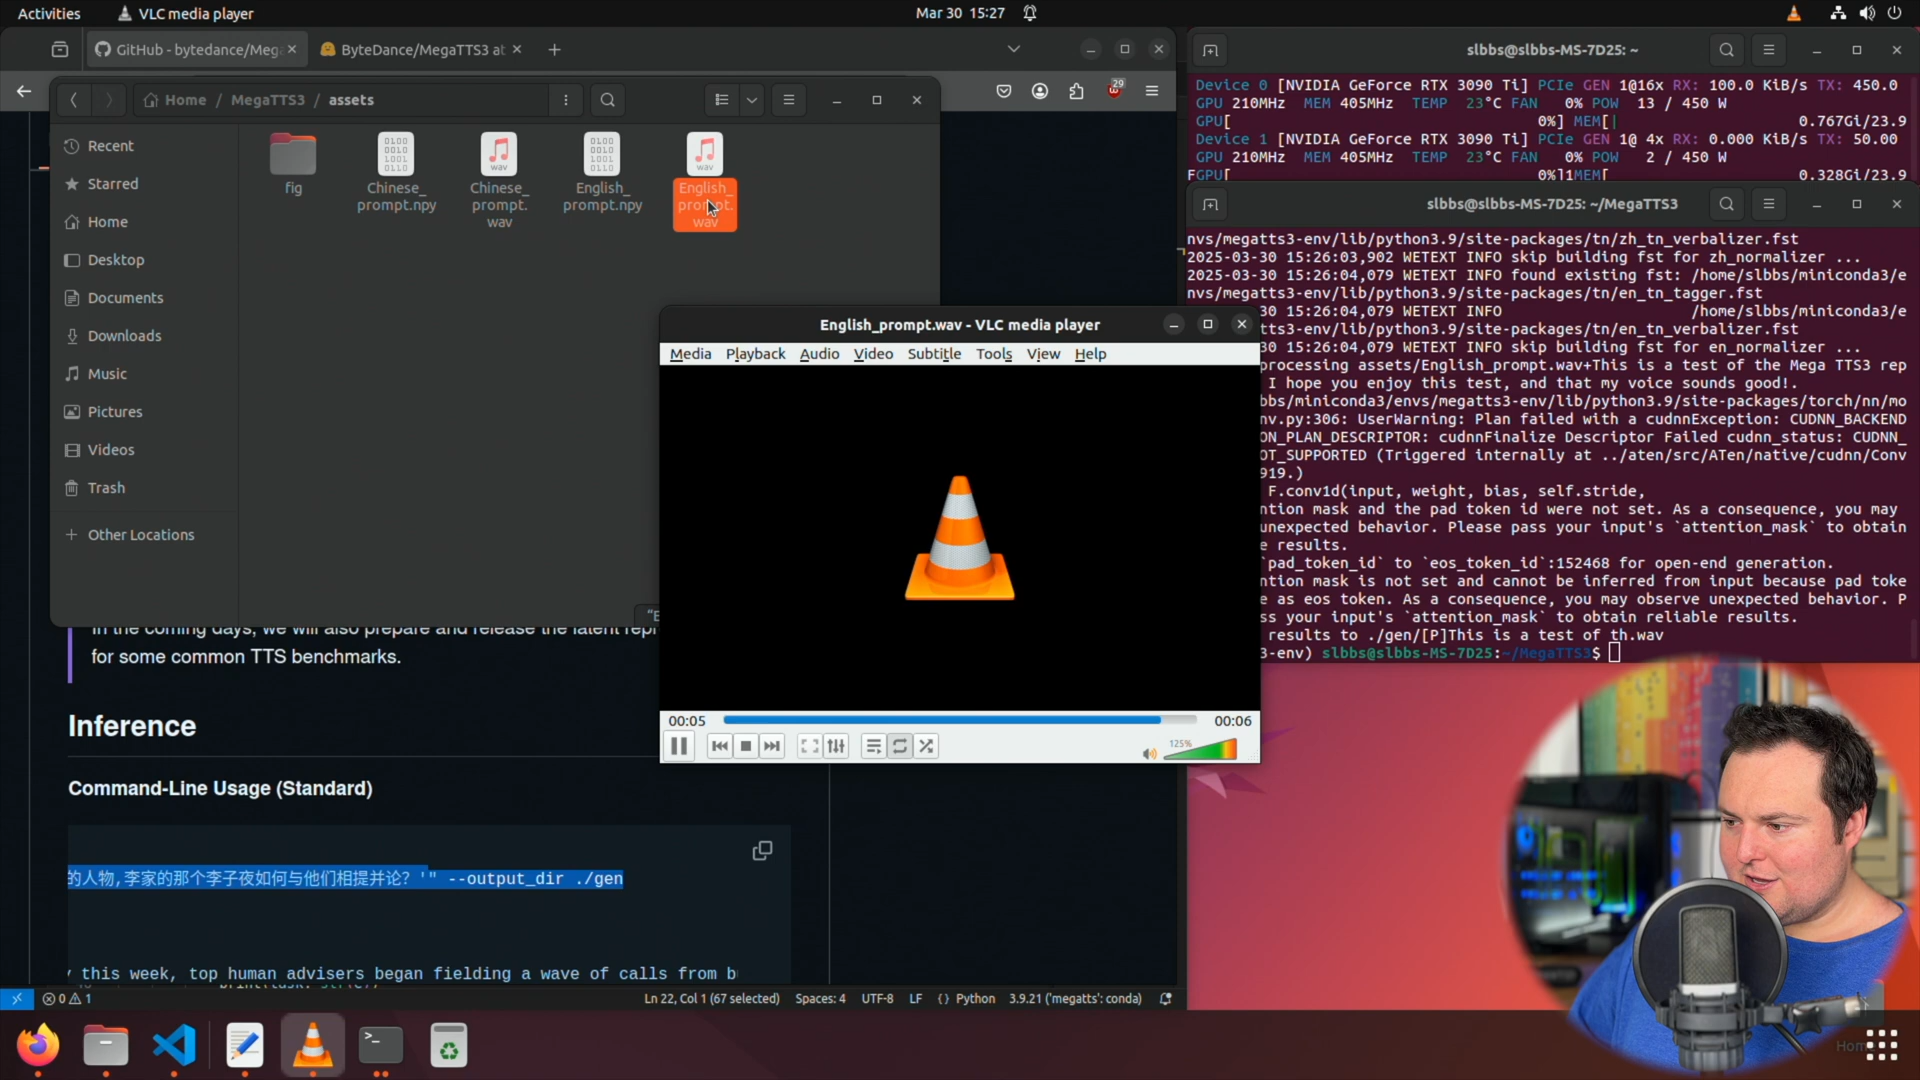 Activities
VLC media player
Mar 30 15:27
GitHub - bytedance/Mega
ByteDance/MegaTTS3 at
29
Home / MegaTTS3 / assets
Recent
Starred
Home
Desktop
Documents
Downloads
Music
Pictures
Videos
Trash
Other Locations
fig
Chinese_
prompt.npy
Chinese_
prompt.
wav
English_
prompt.npy
English_
prompt.
wav
English_prompt.wav - VLC media player
Media Playback Audio Video Subtitle Tools View Help
00:05
00:06
125%
for some common TTS benchmarks.
Inference
Command-Line Usage (Standard)
的人物,李家的那个李子夜如何与他们相提并论？'" --output_dir ./gen
this week, top human advisers began fielding a wave of calls from b
0 1
Ln 22, Col 1 (67 selected)
Spaces: 4
UTF-8
LF
Python
3.9.21 ('megatts': conda)
slbbs@slbbs-MS-7D25: ~
Device 0 [NVIDIA GeForce RTX 3090 Ti] PCIe GEN 1@16x RX: 100.0 KiB/s TX: 450.0
GPU 210MHz MEM 405MHz TEMP 23°C FAN 0% POW 13 / 450 W
GPU[ 0%] MEM[| 0.767Gi/23.9
Device 1 [NVIDIA GeForce RTX 3090 Ti] PCIe GEN 1@ 4x RX: 0.000 KiB/s TX: 50.00
GPU 210MHz MEM 405MHz TEMP 23°C FAN 0% POW 2 / 450 W
FGPU[ 0%]1MEM[ 0.328Gi/23.9
slbbs@slbbs-MS-7D25: ~/MegaTTS3
nvs/megatts3-env/lib/python3.9/site-packages/tn/zh_tn_verbalizer.fst
2025-03-30 15:26:03,902 WETEXT INFO skip building fst for zh_normalizer ...
2025-03-30 15:26:04,079 WETEXT INFO found existing fst: /home/slbbs/miniconda3/e
nvs/megatts3-env/lib/python3.9/site-packages/tn/en_tn_tagger.fst
30 15:26:04,079 WETEXT INFO /home/slbbs/miniconda3/e
tts3-env/lib/python3.9/site-packages/tn/en_tn_verbalizer.fst
30 15:26:04,079 WETEXT INFO skip building fst for en_normalizer ...
processing assets/English_prompt.wav+This is a test of the Mega TTS3 rep
I hope you enjoy this test, and that my voice sounds good!.
bbs/miniconda3/envs/megatts3-env/lib/python3.9/site-packages/torch/nn/mo
nv.py:306: UserWarning: Plan failed with a cudnnException: CUDNN_BACKEND
ON_PLAN_DESCRIPTOR: cudnnFinalize Descriptor Failed cudnn_status: CUDNN_
OT_SUPPORTED (Triggered internally at ../aten/src/ATen/native/cudnn/Conv
919.)
F.conv1d(input, weight, bias, self.stride,
ntion mask and the pad token id were not set. As a consequence, you may
unexpected behavior. Please pass your input's `attention_mask` to obtain
e results.
`pad_token_id` to `eos_token_id`:152468 for open-end generation.
ntion mask is not set and cannot be inferred from input because pad toke
e as eos token. As a consequence, you may observe unexpected behavior. P
ss your input's `attention_mask` to obtain reliable results.
results to ./gen/[P]This is a test of th.wav
3-env) slbbs@slbbs-MS-7D25:~/MegaTTS3$